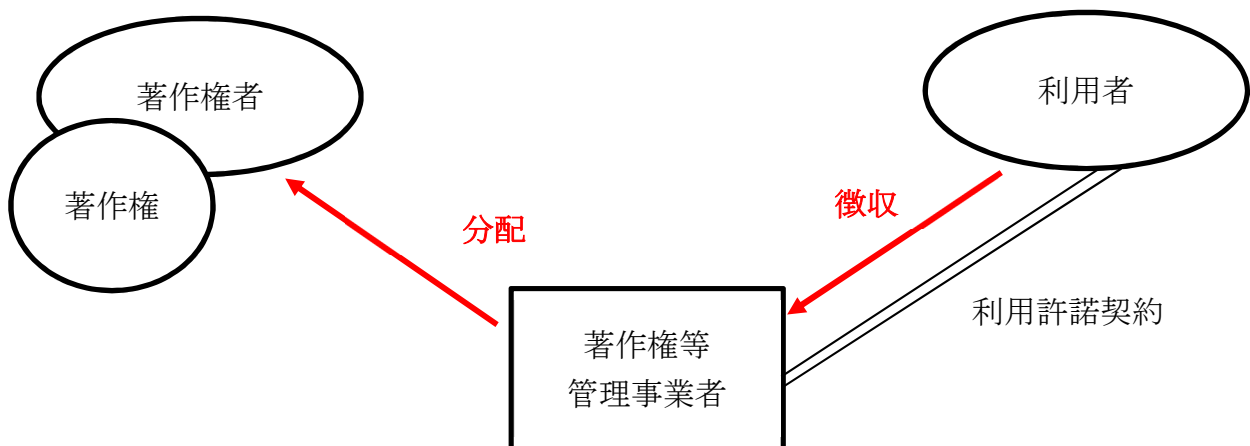 著作権者
利用者
著作権
徴収
分配
利用許諾契約
著作権等
管理事業者